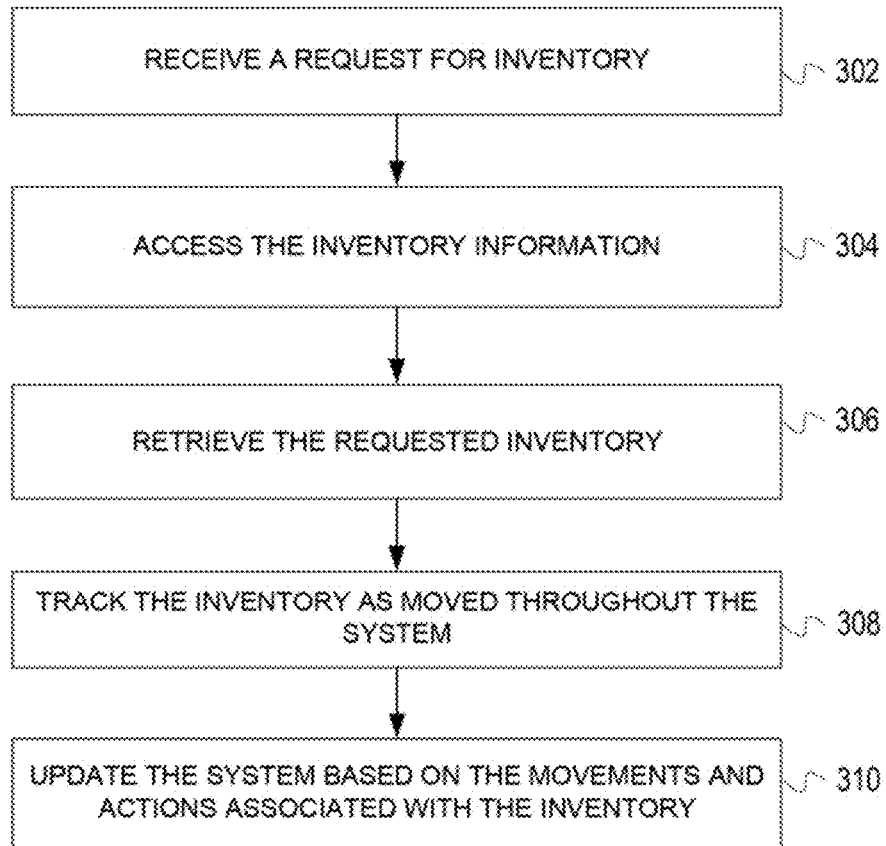 RECEIVE A REQUEST FOR INVENTORY
302
ACCESS THE INVENTORY INFORMATION
304
RETRIEVE THE REQUESTED INVENTORY
306
TRACK THE INVENTORY AS MOVED THROUGHOUT THE
SYSTEM
308
UPDATE THE SYSTEM BASED ON THE MOVEMENTS AND
ACTIONS ASSOCIATED WITH THE INVENTORY
310